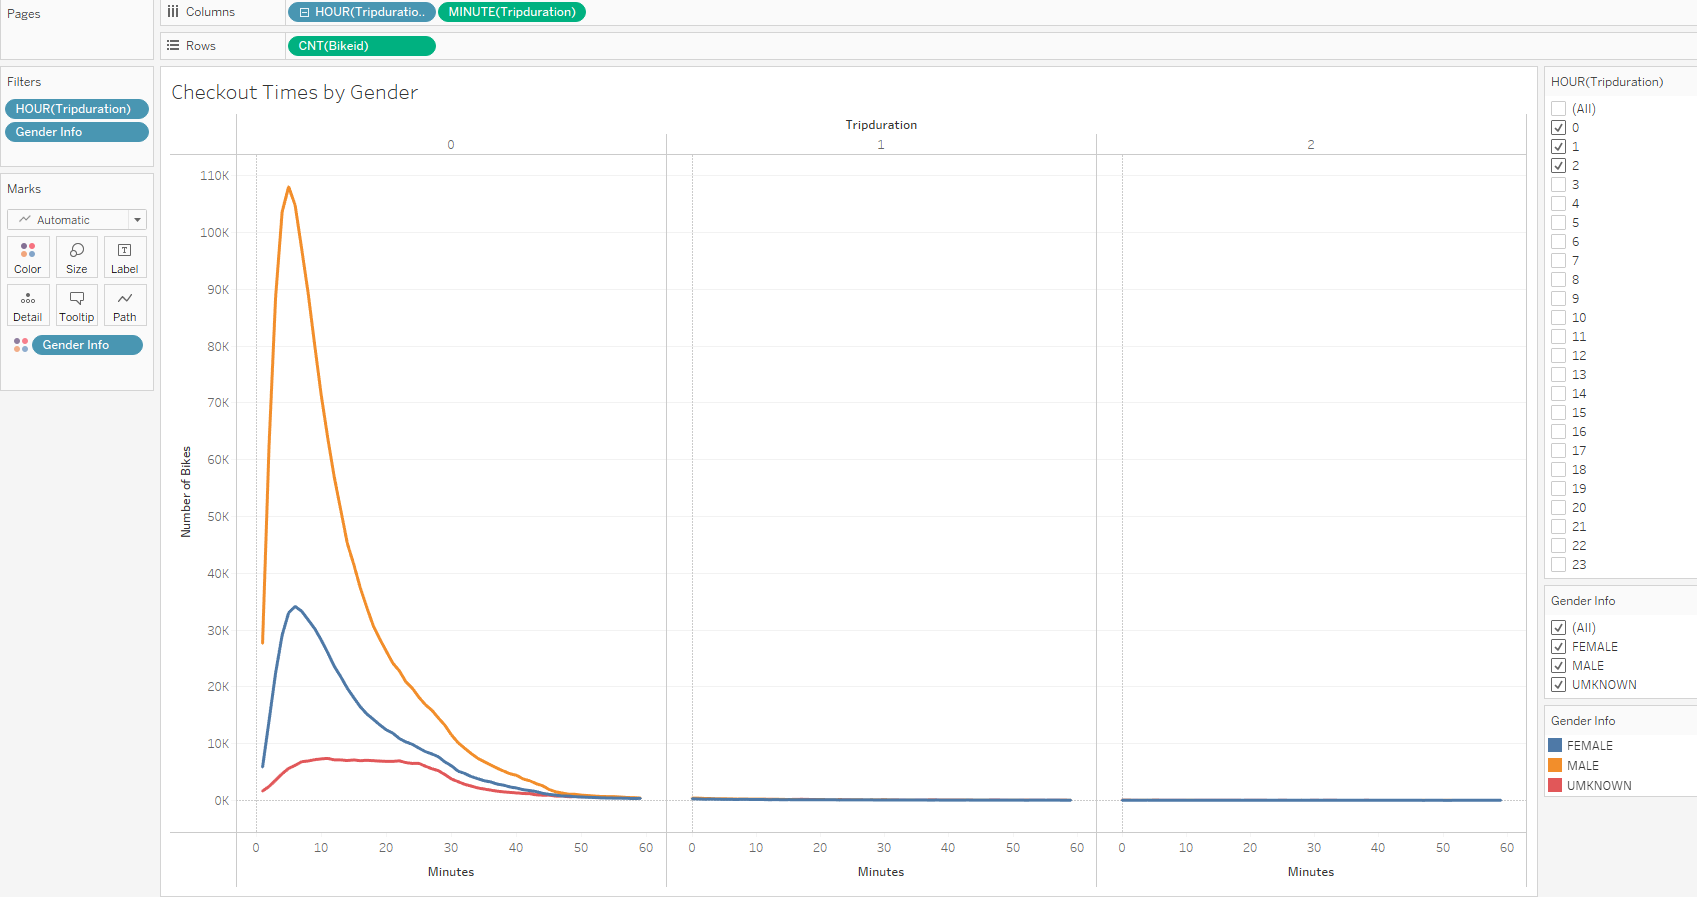 Pages
Columns
HOUR(Tripduratio..
MINUTE(Tripduration)
Rows
CNT(Bikeid)
Filters
HOUR(Tripduration)
Gender Info
Marks
Automatic
Color Size Label
Detail Tooltip Path
Gender Info
Checkout Times by Gender
Tripduration
0 1 2
Number of Bikes
110K
100K
90K
80K
70K
60K
50K
40K
30K
20K
10K
0K
0 10 20 30 40 50 60 0 10 20 30 40 50 60 0 10 20 30 40 50 60
Minutes Minutes Minutes
HOUR(Tripduration)
(All)
0
1
2
3
4
5
6
7
8
9
10
11
12
13
14
15
16
17
18
19
20
21
22
23
Gender Info
(All)
FEMALE
MALE
UMKNOWN
Gender Info
FEMALE
MALE
UMKNOWN